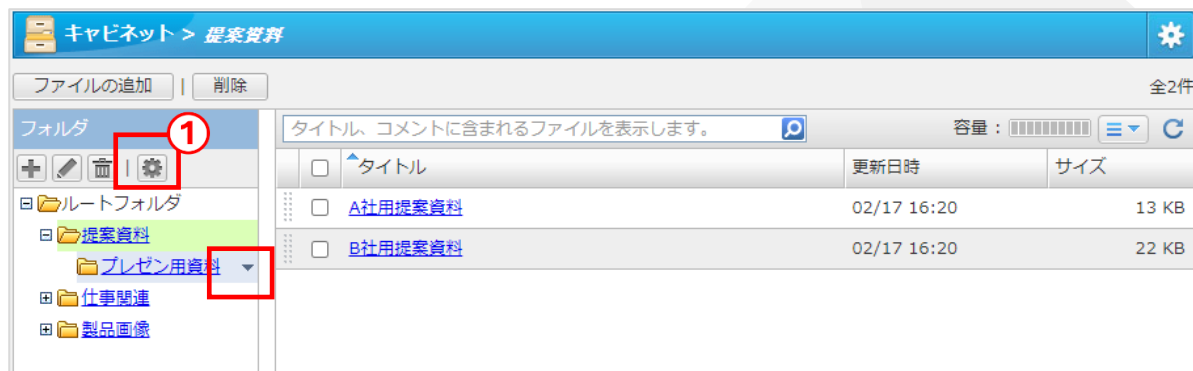 キャビネット > 提案資料
ファイルの追加 | 削除
全2件
フォルダ
①
タイトル、コメントに含まれるファイルを表示します。
容量：
タイトル 更新日時 サイズ
ルートフォルダ
提案資料
プレゼン用資料
仕事関連
製品画像
A社用提案資料 02/17 16:20 13 KB
B社用提案資料 02/17 16:20 22 KB